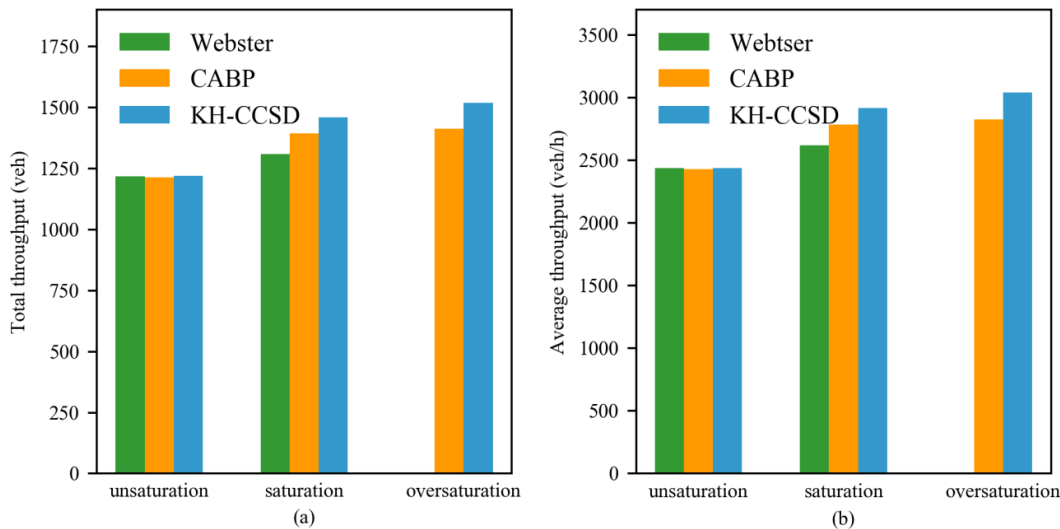 Total throughput (veh)
1750
1500
1250
1000
750
500
250
0
Webster
CABP
KH-CCSD
unsaturation saturation oversaturation
(a)
Average throughput (veh/h)
3500
3000
2500
2000
1500
1000
500
0
Webtser
CABP
KH-CCSD
unsaturation saturation oversaturation
(b)